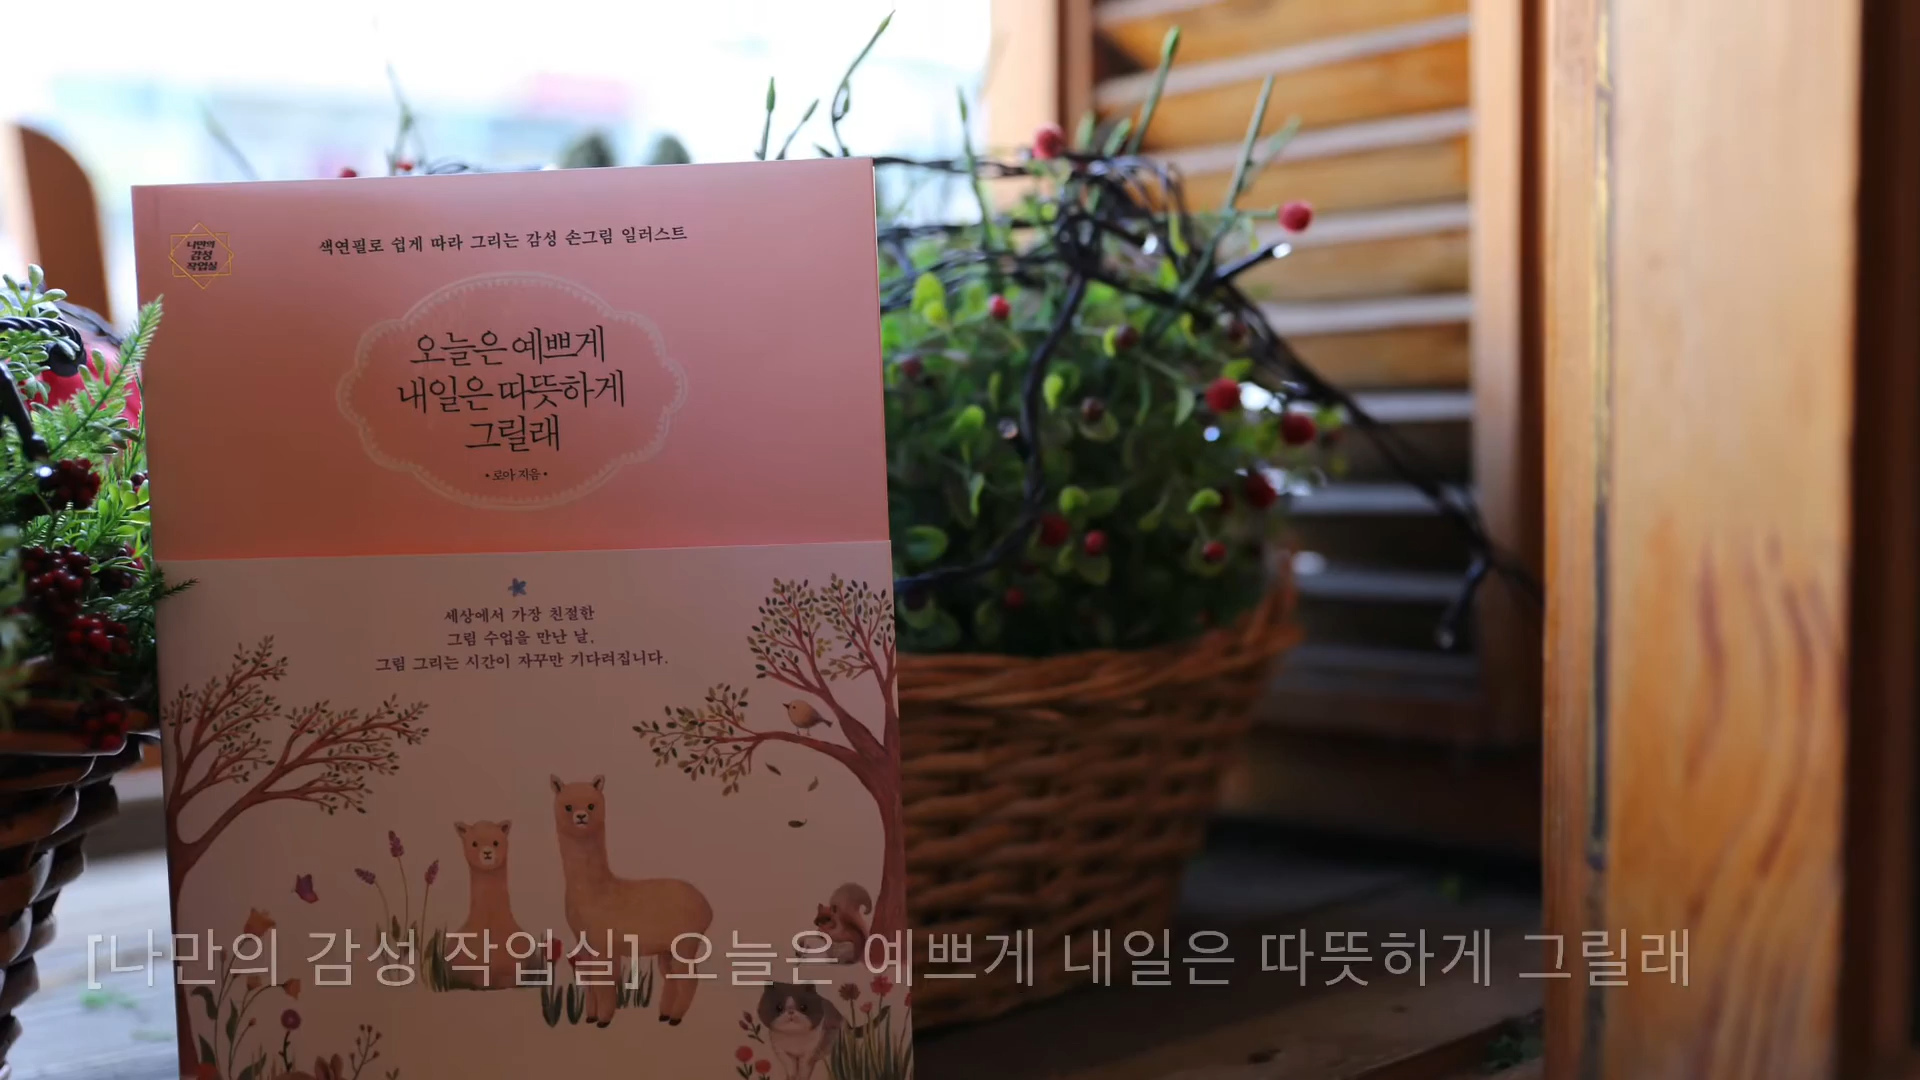 나만의
감성
작업실
색연필로 쉽게 따라 그리는 감성 손그림 일러스트
오늘은 예쁘게
내일은 따뜻하게
그릴래
• 로아 지음 •
세상에서 가장 친절한
그림 수업을 만난 날,
그림 그리는 시간이 자꾸만 기다려집니다.
[나만의 감성 작업실] 오늘은 예쁘게 내일은 따뜻하게 그릴래